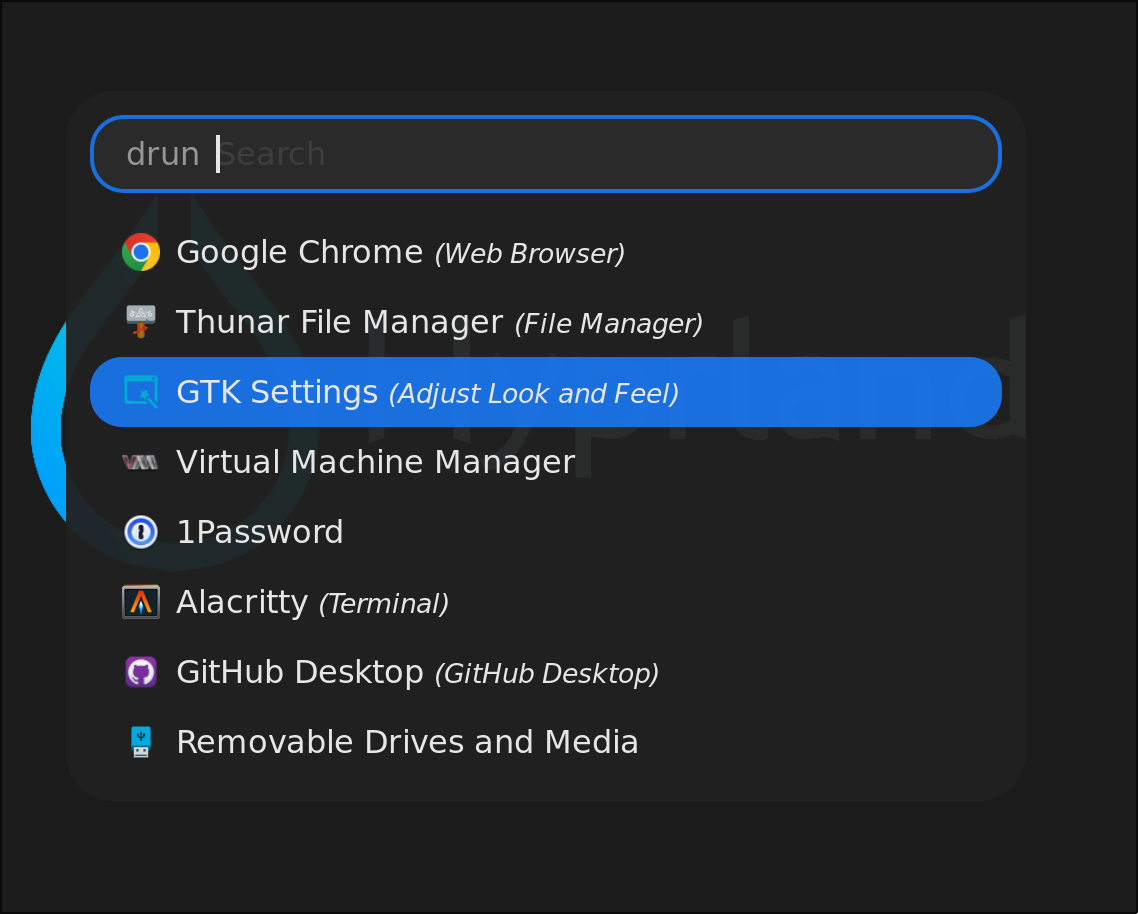 drun Search
Google Chrome (Web Browser)
Thunar File Manager (File Manager)
GTK Settings (Adjust Look and Feel)
Hyprland
Virtual Machine Manager
1Password
Alacritty (Terminal)
GitHub Desktop (GitHub Desktop)
Removable Drives and Media